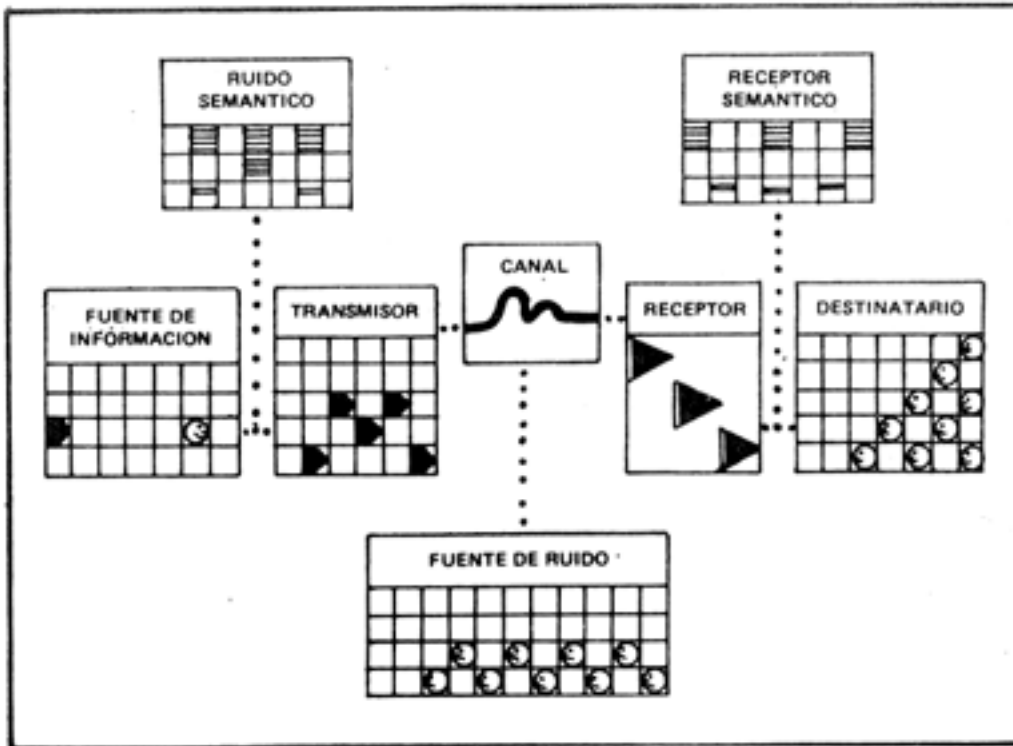 RUIDO
SEMANTICO
RECEPTOR
SEMANTICO
CANAL
FUENTE DE
INFORMACION
TRANSMISOR
RECEPTOR
DESTINATARIO
FUENTE DE RUIDO